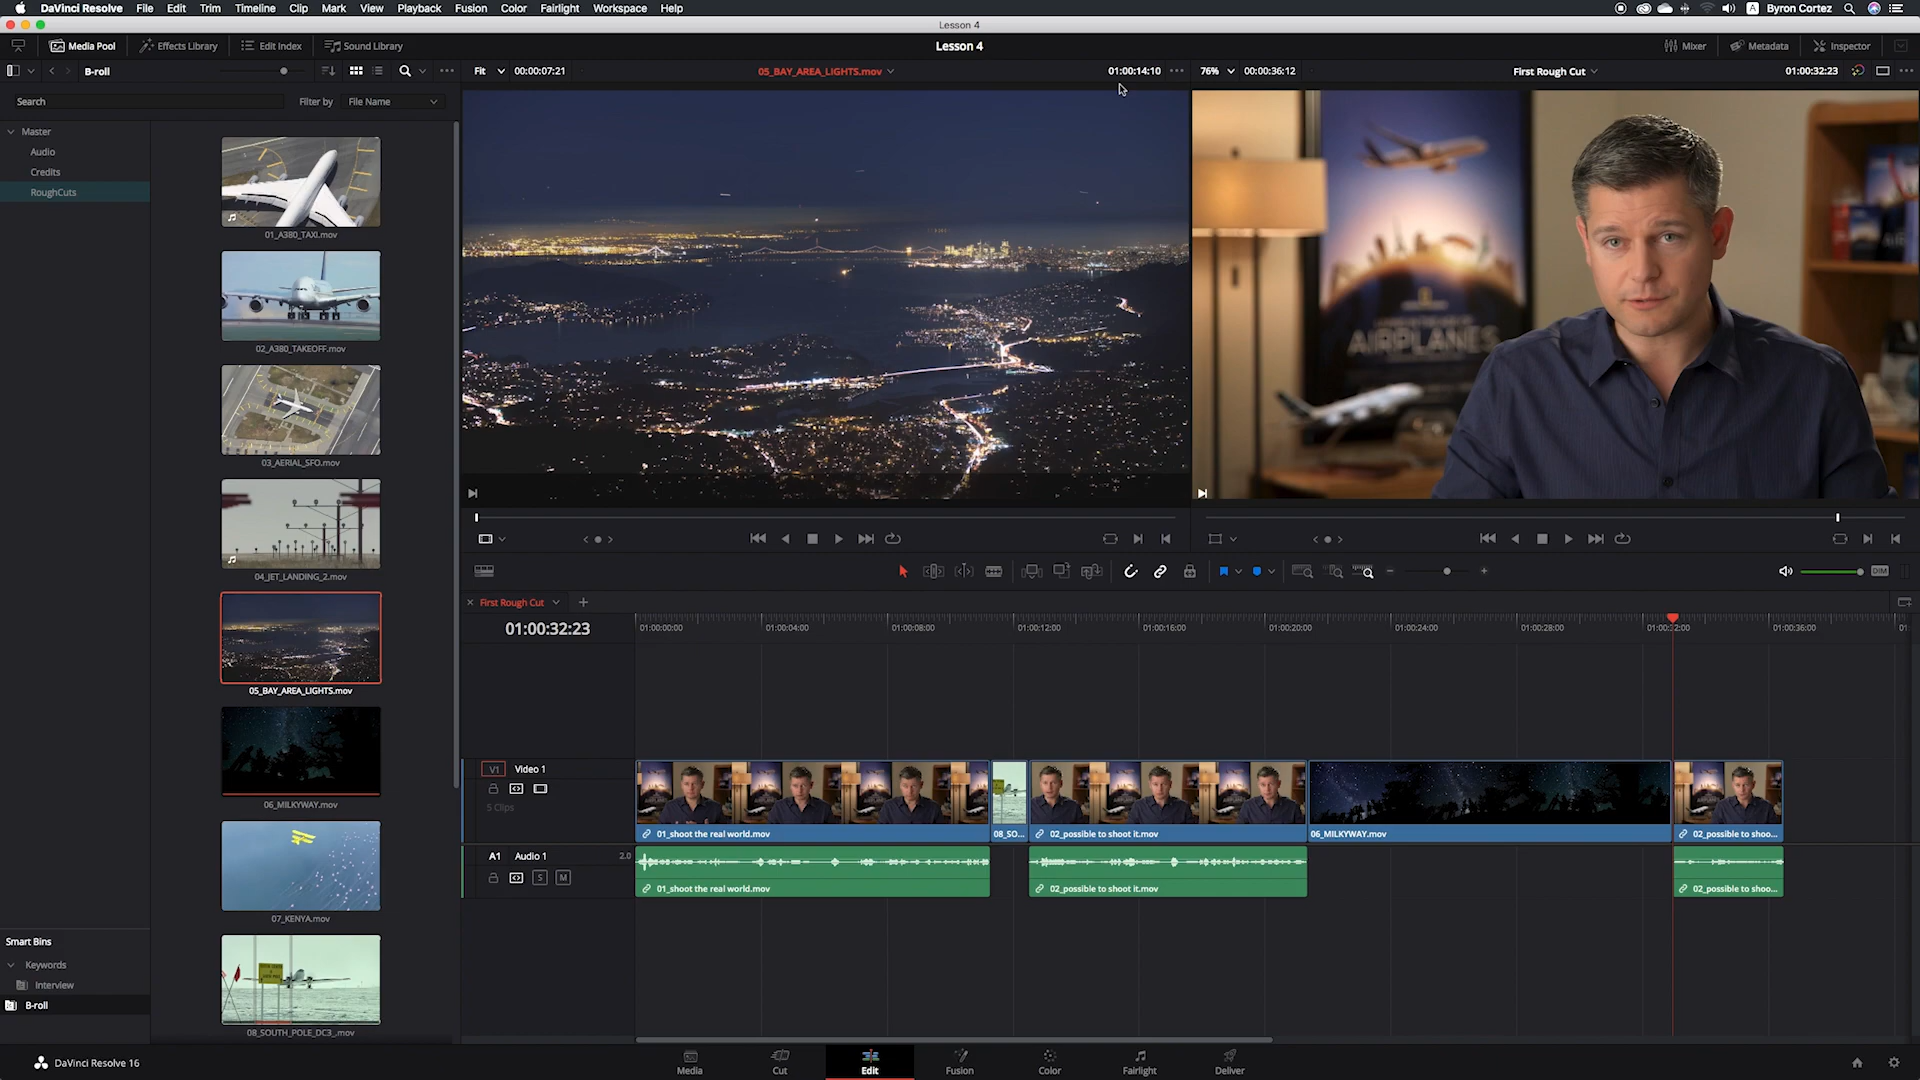 DaVinci Resolve File Edit Trim Timeline Clip Mark View Playback Fusion Color Fairlight Workspace Help A Byron Cortez
Lesson 4
Media Pool Effects Library Edit Index Sound Library Lesson 4 Mixer Metadata Inspector
B-roll Fit 00:00:07:21 05_BAY_AREA_LIGHTS.mov 01:00:14:10 76% 00:00:36:12 First Rough Cut 01:00:32:23
Search Filter by File Name
Master
Audio
Credits
RoughCuts
01_A380_TAXI.mov
02_A380_TAKEOFF.mov
03_AERIAL_SFO.mov
04_JET_LANDING_2.mov
05_BAY_AREA_LIGHTS.mov
06_MILKYWAY.mov
07_KENYA.mov
08_SOUTH_POLE_DC3_.mov
Smart Bins
Keywords
Interview
B-roll
AIRPLANES
DIM
First Rough Cut
01:00:32:23
01:00:00:00 01:00:04:00 01:00:08:00 01:00:12:00 01:00:16:00 01:00:20:00 01:00:24:00 01:00:28:00 01:00:32:00 01:00:36:00 01:
V1 Video 1
5 Clips
01_shoot the real world.mov 08_SO... 02_possible to shoot it.mov 06_MILKYWAY.mov 02_possible to shoo...
A1 Audio 1 2.0
S M
01_shoot the real world.mov 02_possible to shoot it.mov 02_possible to shoo...
DaVinci Resolve 16
Media Cut Edit Fusion Color Fairlight Deliver